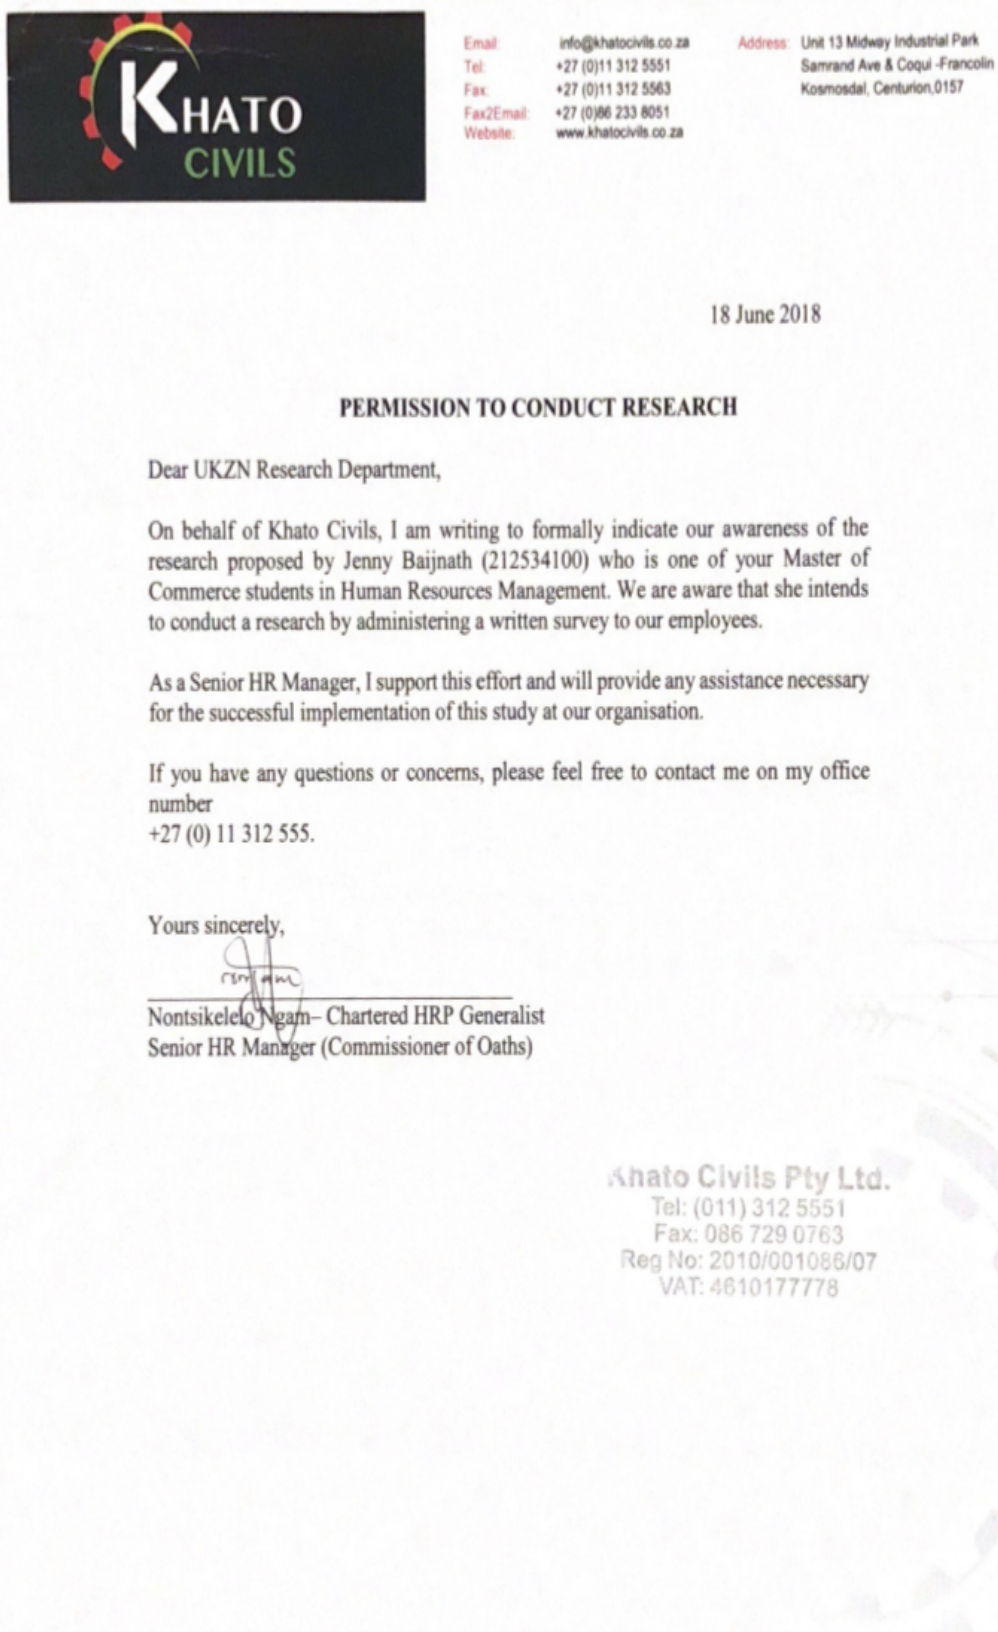 KHATO
CIVILS
Email: info@khatocivils.co.za
Tel: +27 (0)11 312 5551
Fax: +27 (0)11 312 5563
Fax2Email: +27 (0)86 233 8051
Website: www.khatocivils.co.za
Address: Unit 13 Midway Industrial Park
Samrand Ave & Coqui -Francolin
Kosmosdal, Centurion,0157
18 June 2018
PERMISSION TO CONDUCT RESEARCH
Dear UKZN Research Department,
On behalf of Khato Civils, I am writing to formally indicate our awareness of the
research proposed by Jenny Baijnath (212534100) who is one of your Master of
Commerce students in Human Resources Management. We are aware that she intends
to conduct a research by administering a written survey to our employees.
As a Senior HR Manager, I support this effort and will provide any assistance necessary
for the successful implementation of this study at our organisation.
If you have any questions or concerns, please feel free to contact me on my office
number
+27 (0) 11 312 555.
Yours sincerely,
Nontsikelelo Ngam– Chartered HRP Generalist
Senior HR Manager (Commissioner of Oaths)
Khato Civils Pty Ltd.
Tel: (011) 312 5551
Fax: 086 729 0763
Reg No: 2010/001086/07
VAT: 4610177778